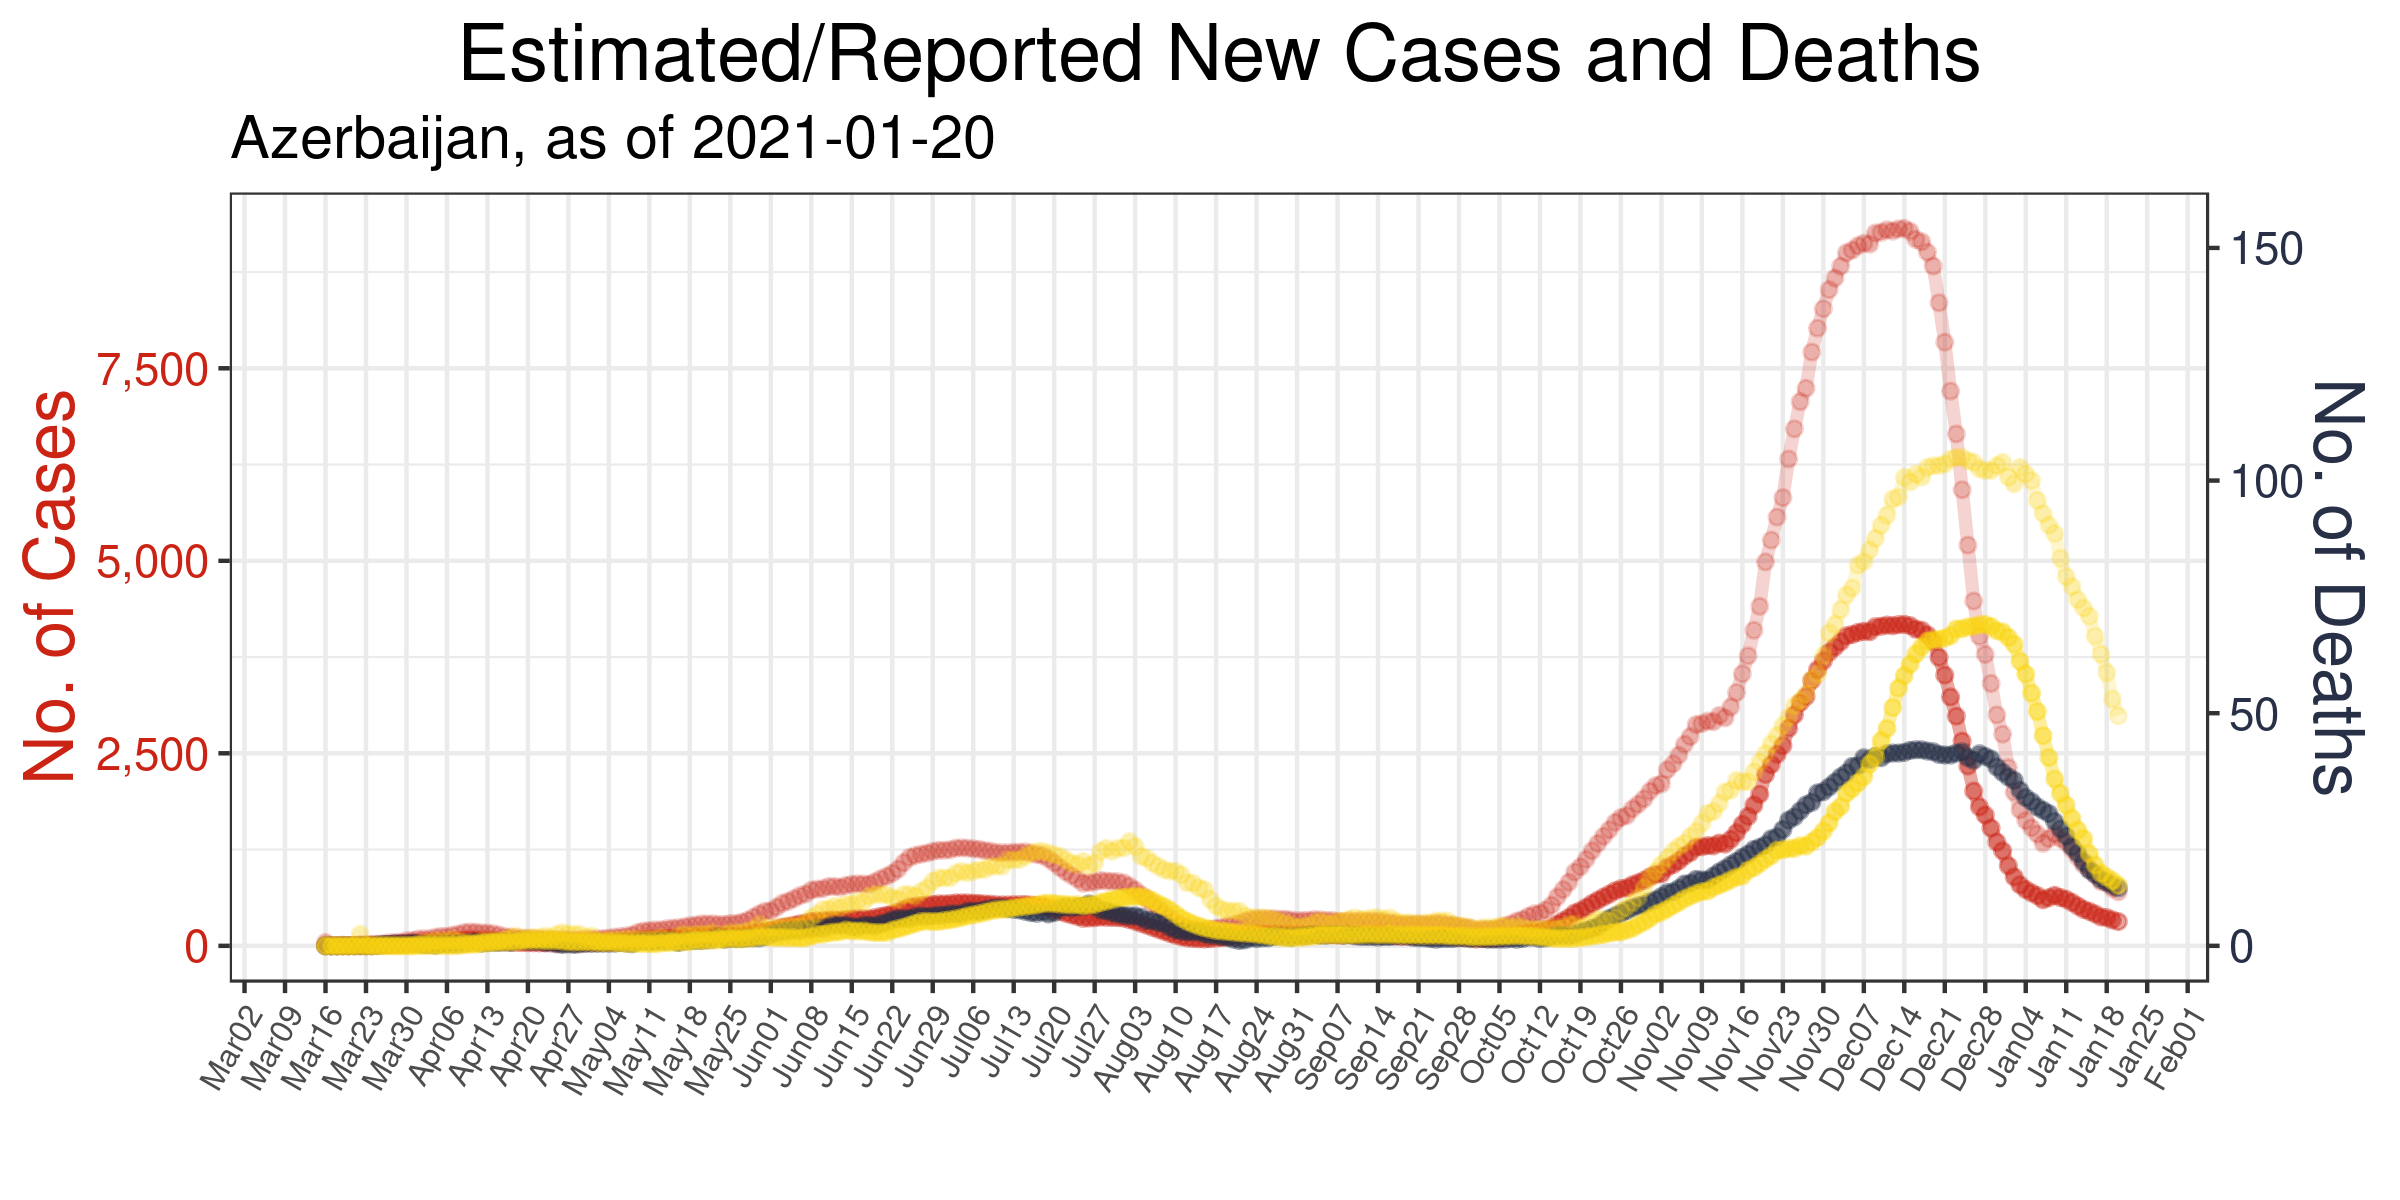 Estimated/Reported New Cases and Deaths
Azerbaijan, as of 2021-01-20
No. of Cases
7,500
5,000
2,500
0
150
100
50
0
No. of Deaths
Mar02 Mar09 Mar16 Mar23 Mar30 Apr06 Apr13 Apr20 Apr27 May04 May11 May18 May25 Jun01 Jun08 Jun15 Jun22 Jun29 Jul06 Jul13 Jul20 Jul27 Aug03 Aug10 Aug17 Aug24 Aug31 Sep07 Sep14 Sep21 Sep28 Oct05 Oct12 Oct19 Oct26 Nov02 Nov09 Nov16 Nov23 Nov30 Dec07 Dec14 Dec21 Dec28 Jan04 Jan11 Jan18 Jan25 Feb01